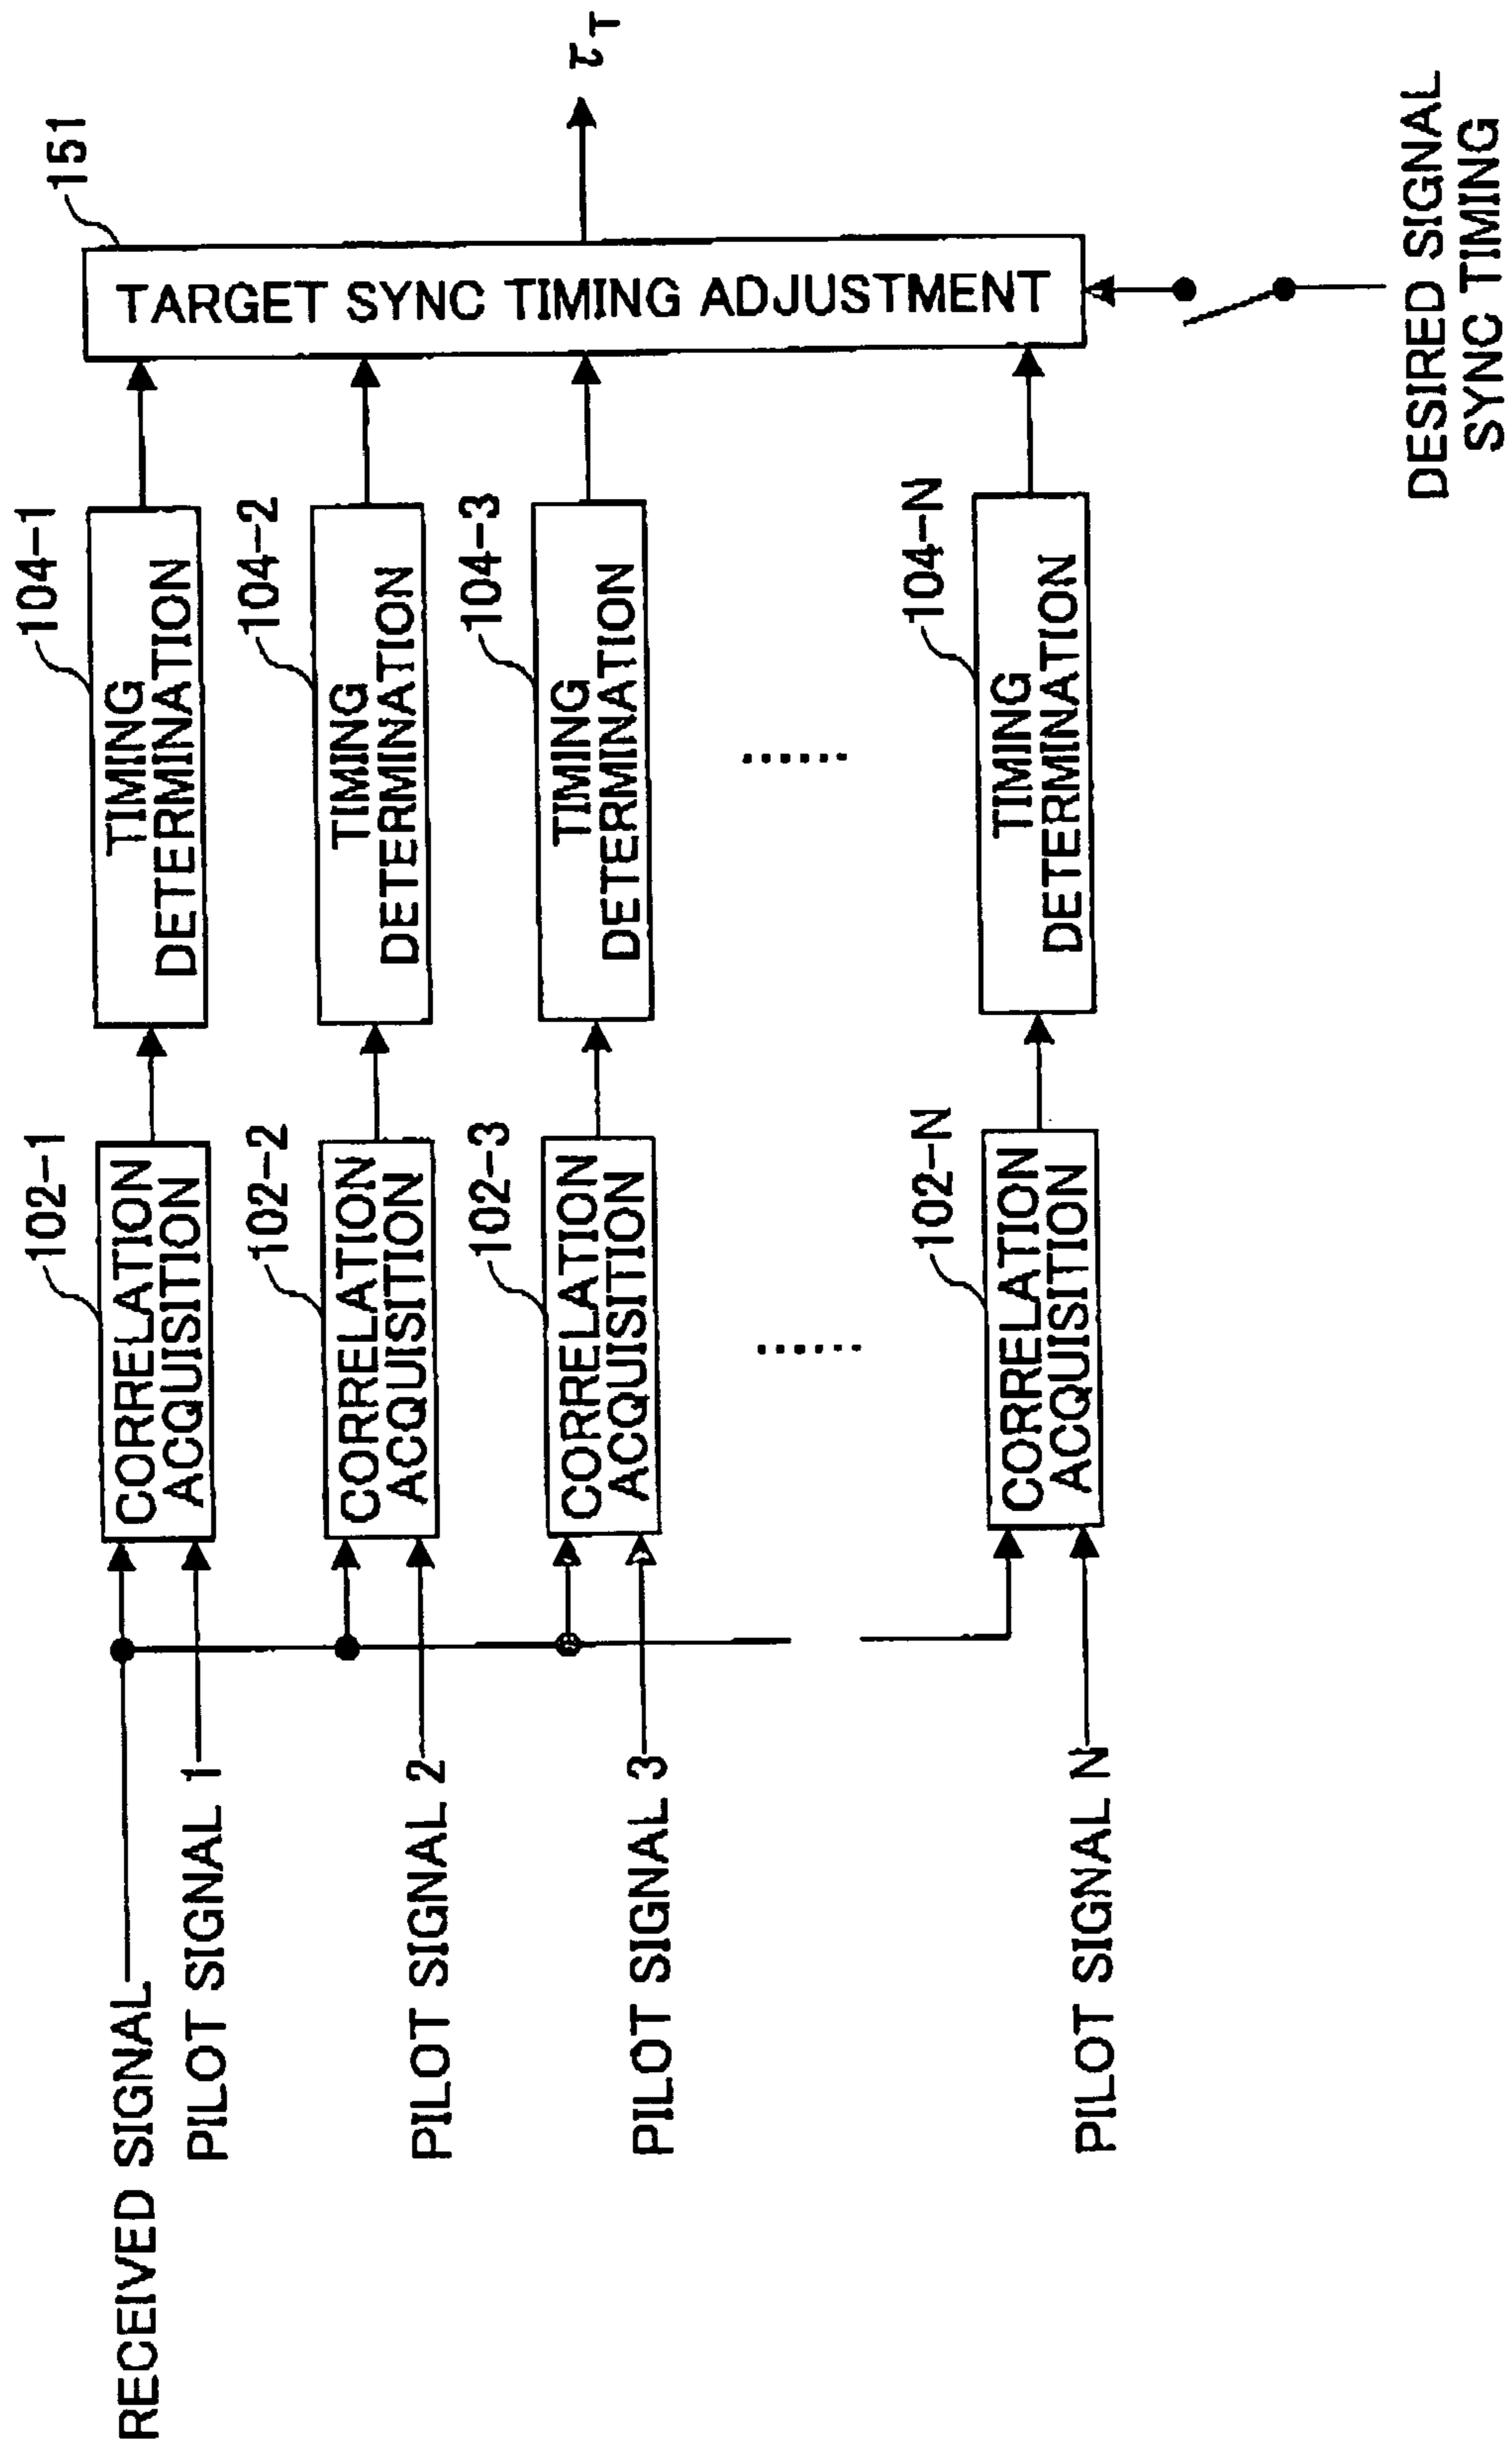 RECEIVED SIGNAL
PILOT SIGNAL 1
102-1
CORRELATION
ACQUISITION
104-1
TIMING
DETERMINATION
151
PILOT SIGNAL 2
102-2
CORRELATION
ACQUISITION
104-2
TIMING
DETERMINATION
PILOT SIGNAL 3
102-3
CORRELATION
ACQUISITION
104-3
TIMING
DETERMINATION
......
......
PILOT SIGNAL N
102-N
CORRELATION
ACQUISITION
104-N
TIMING
DETERMINATION
TARGET SYNC TIMING ADJUSTMENT
τT
DESIRED SIGNAL
SYNC TIMING